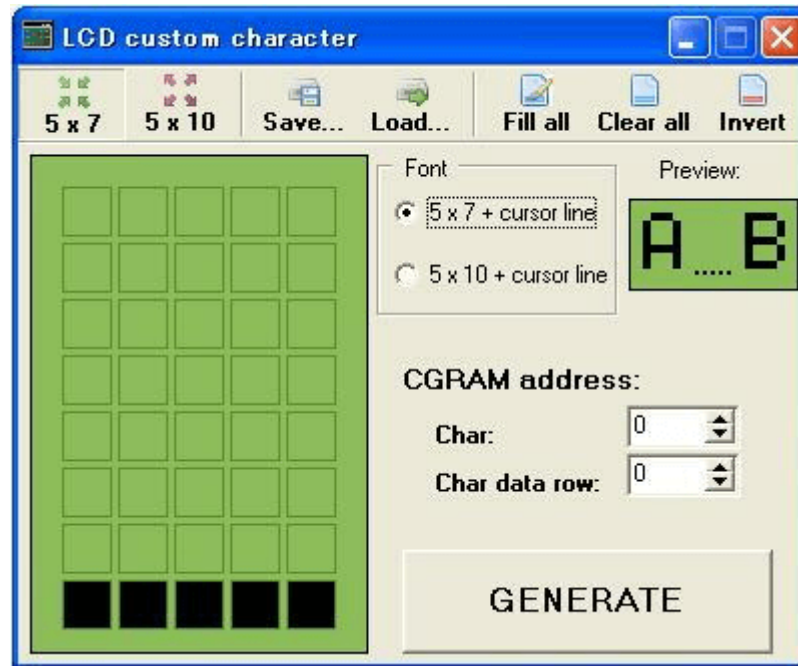 LCD custom character
5 x 7 5 x 10 Save... Load... Fill all Clear all Invert
Font
Preview:
5 x 7 + cursor line
5 x 10 + cursor line
A.....B
CGRAM address:
Char: 0
Char data row: 0
GENERATE